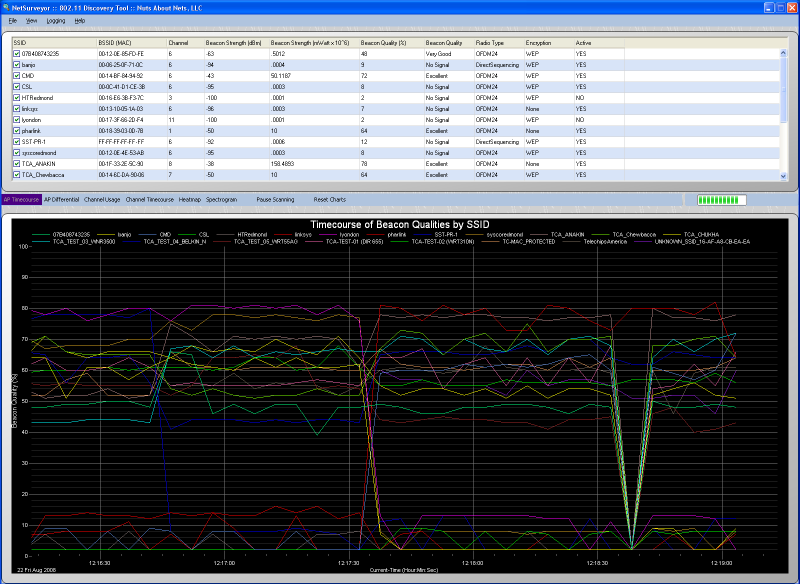 NetSurveyor :: 802.11 Discovery Tool :: Nuts About Nets, LLC
File View Logging Help
SSID BSSID (MAC) Channel Beacon Strength (dBm) Beacon Strength (mWatt x 10^6) Beacon Quality (%) Beacon Quality Radio Type Encryption Active
07B408743235 00-12-0E-85-FD-FE 6 -63 .5012 48 Very Good OFDM24 WEP YES
banjo 00-06-25-0F-71-0C 6 -94 .0004 9 No Signal DirectSequencing WEP YES
CMD 00-14-BF-84-94-92 6 -43 50.1187 72 Excellent OFDM24 WEP YES
CSL 00-0C-41-D1-CE-3B 6 -95 .0003 8 No Signal OFDM24 WEP YES
HTRedmond 00-16-E6-3B-F3-7C 3 -100 .0001 2 No Signal OFDM24 WEP NO
linksys 00-13-10-05-1A-03 6 -96 .0003 7 No Signal OFDM24 WEP YES
lyondon 00-17-3F-66-2D-F4 11 -100 .0001 2 No Signal OFDM24 WEP NO
pharlink 00-18-39-03-0D-7B 1 -50 10 64 Excellent OFDM24 None YES
SST-PR-1 FF-FF-FF-FF-FF-FF 6 -92 .0006 12 No Signal DirectSequencing WEP YES
syscoredmond 00-12-0E-4E-53-AB 6 -95 .0003 8 No Signal OFDM24 WEP YES
TCA_ANAKIN 00-1F-33-2E-5C-90 8 -38 158.4893 78 Excellent OFDM24 None YES
TCA_Chewbacca 00-14-6C-DA-90-06 7 -50 10 64 Excellent OFDM24 WEP YES
AP Timecourse AP Differential Channel Usage Channel Timecourse Heatmap Spectrogram Pause Scanning Reset Charts
Timecourse of Beacon Qualities by SSID
07B408743235 banjo CMD CSL HTRedmond linksys lyondon pharlink SST-PR-1 syscoredmond TCA_ANAKIN TCA_Chewbacca TCA_CHUKHA
TCA_TEST_03_WNR3500 TCA_TEST_04_BELKIN_N TCA_TEST_05_WRT55AG TCA-TEST-01 (DIR 655) TCA-TEST-02 (WRT310N) TC-MAC_PROTECTED TelechipsAmerica UNKNOWN_SSID_16-AF-A8-CB-EA-EA
100
90
80
70
60
50
40
30
20
10
0
Beacon Quality (%)
12:16:30 12:17:00 12:17:30 12:18:00 12:18:30 12:19:00
22 Fri Aug 2008 Current-Time (Hour:Min:Sec)